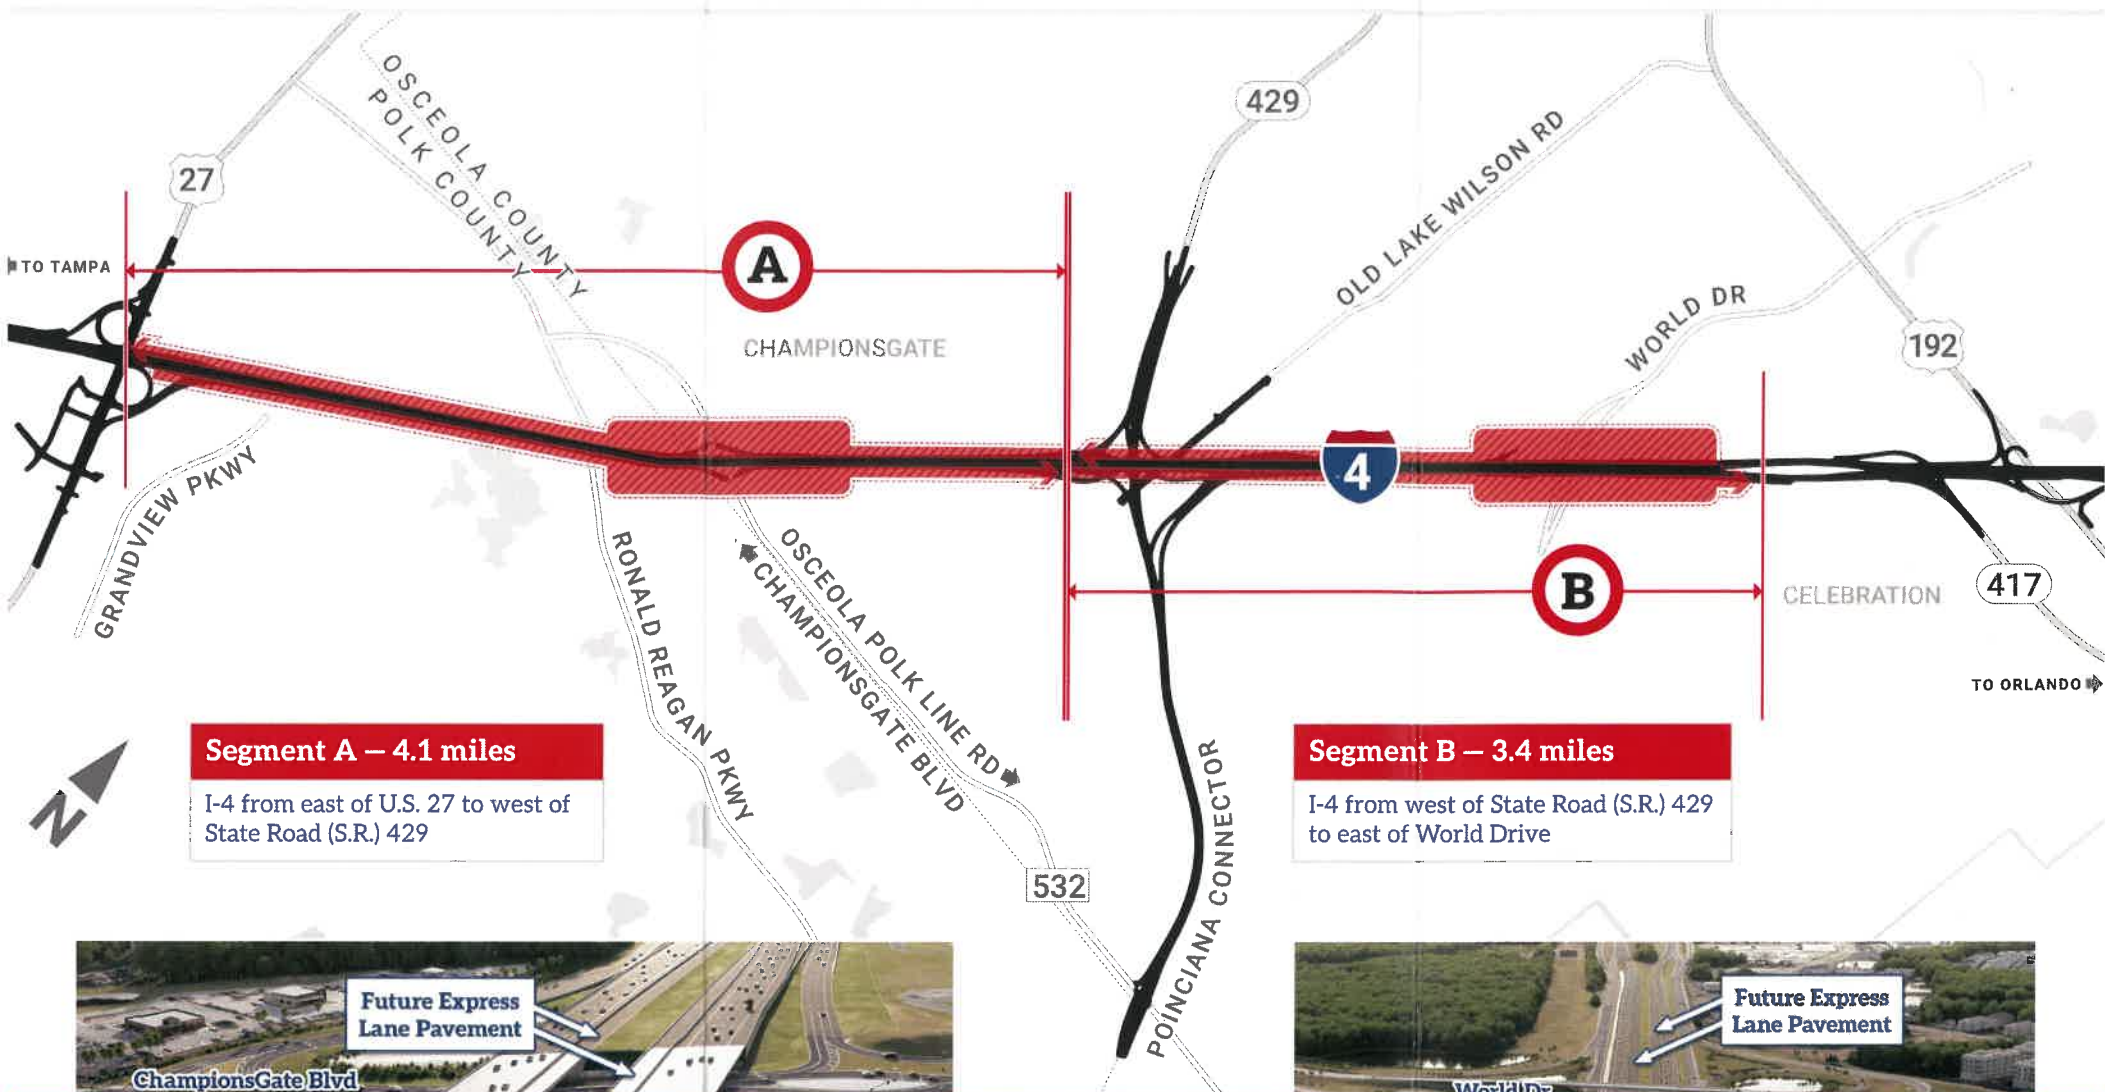 OSCEOLA COUNTY
POLK COUNTY
429
27
OLD LAKE WILSON RD
TO TAMPA
A
CHAMPIONSGATE
WORLD DR
192
4
GRANDVIEW PKWY
RONALD REAGAN PKWY
OSCEOLA POLK LINE RD
CHAMPIONSGATE BLVD
B
CELEBRATION
417
TO ORLANDO
N
Segment A – 4.1 miles
I-4 from east of U.S. 27 to west of
State Road (S.R.) 429
Segment B – 3.4 miles
I-4 from west of State Road (S.R.) 429
to east of World Drive
532
POINCIANA CONNECTOR
Future Express
Lane Pavement
ChampionsGate Blvd
Future Express
Lane Pavement
World Dr